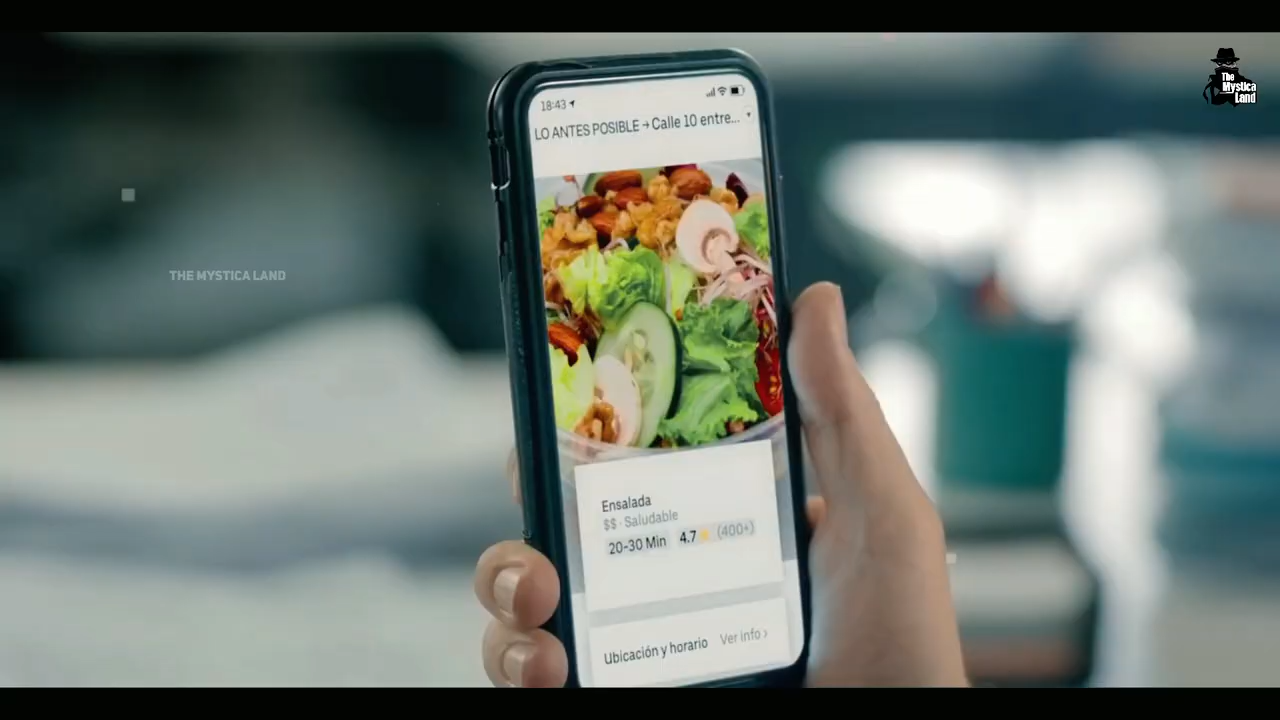 The
Mystica
Land
18:43
LO ANTES POSIBLE → Calle 10 entre...
THE MYSTICA LAND
Ensalada
$$ · Saludable
20-30 Min 4.7 (400+)
Ubicación y horario Ver info ›